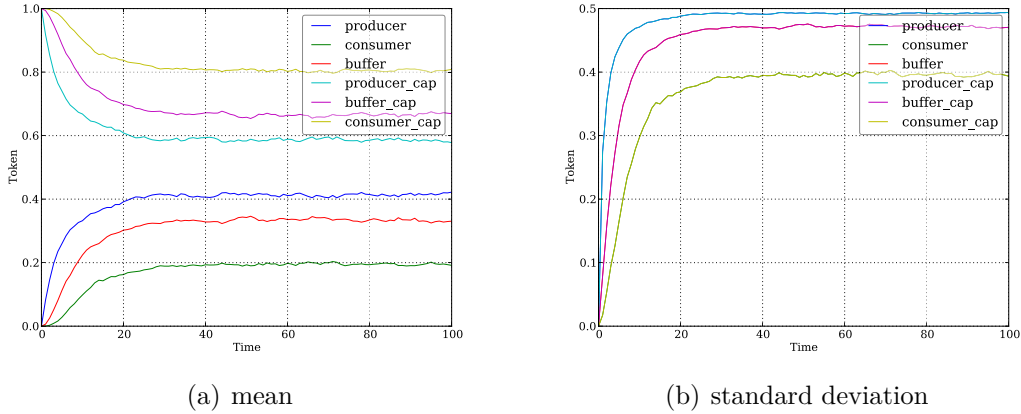 1.0
0.8
0.6
0.4
0.2
0.0
Token
0
20
40
60
80
100
Time
producer
consumer
buffer
producer_cap
buffer_cap
consumer_cap
(a) mean
0.5
0.4
0.3
0.2
0.1
0.0
Token
0
20
40
60
80
100
Time
producer
consumer
buffer
producer_cap
buffer_cap
consumer_cap
(b) standard deviation